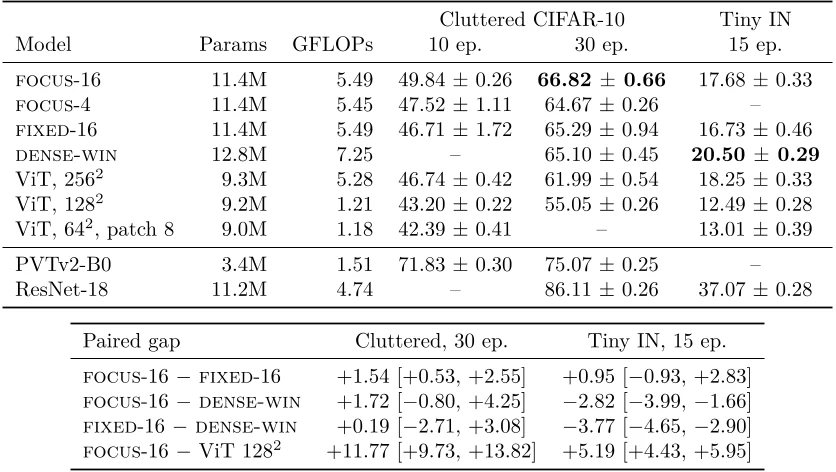 Cluttered CIFAR-10 Tiny IN
Model Params GFLOPs 10 ep. 30 ep. 15 ep.
FOCUS-16 11.4M 5.49 49.84 ± 0.26 66.82 ± 0.66 17.68 ± 0.33
FOCUS-4 11.4M 5.45 47.52 ± 1.11 64.67 ± 0.26 –
FIXED-16 11.4M 5.49 46.71 ± 1.72 65.29 ± 0.94 16.73 ± 0.46
DENSE-WIN 12.8M 7.25 – 65.10 ± 0.45 20.50 ± 0.29
ViT, 256² 9.3M 5.28 46.74 ± 0.42 61.99 ± 0.54 18.25 ± 0.33
ViT, 128² 9.2M 1.21 43.20 ± 0.22 55.05 ± 0.26 12.49 ± 0.28
ViT, 64², patch 8 9.0M 1.18 42.39 ± 0.41 – 13.01 ± 0.39
PVTv2-B0 3.4M 1.51 71.83 ± 0.30 75.07 ± 0.25 –
ResNet-18 11.2M 4.74 – 86.11 ± 0.26 37.07 ± 0.28
Paired gap Cluttered, 30 ep. Tiny IN, 15 ep.
FOCUS-16 − FIXED-16 +1.54 [+0.53, +2.55] +0.95 [−0.93, +2.83]
FOCUS-16 − DENSE-WIN +1.72 [−0.80, +4.25] −2.82 [−3.99, −1.66]
FIXED-16 − DENSE-WIN +0.19 [−2.71, +3.08] −3.77 [−4.65, −2.90]
FOCUS-16 − ViT 128² +11.77 [+9.73, +13.82] +5.19 [+4.43, +5.95]